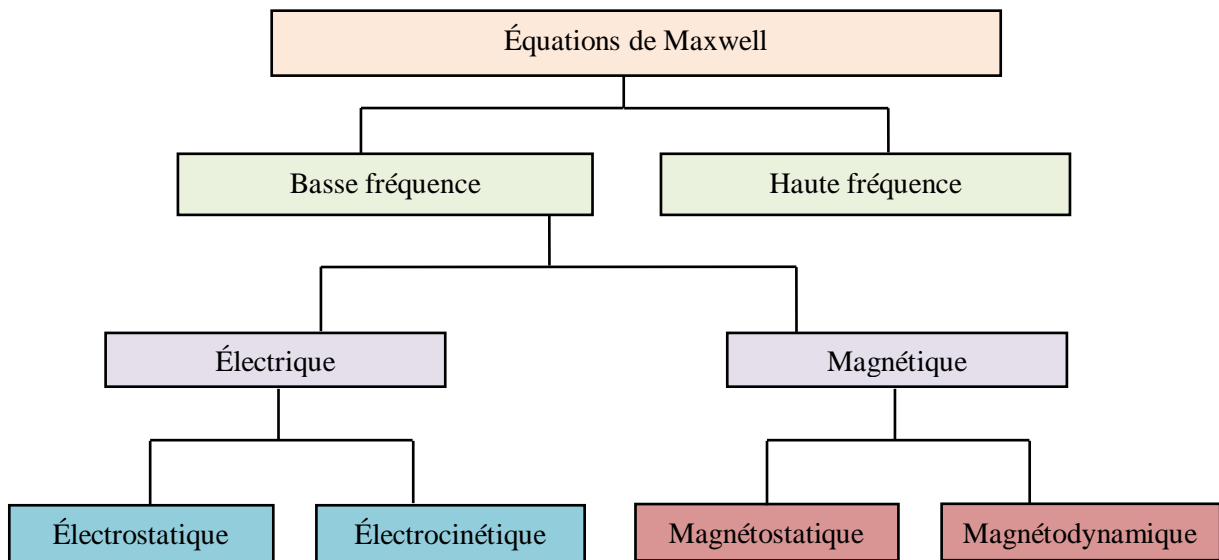 Équations de Maxwell
Basse fréquence
Haute fréquence
Électrique
Magnétique
Électrostatique
Électrocinétique
Magnétostatique
Magnétodynamique